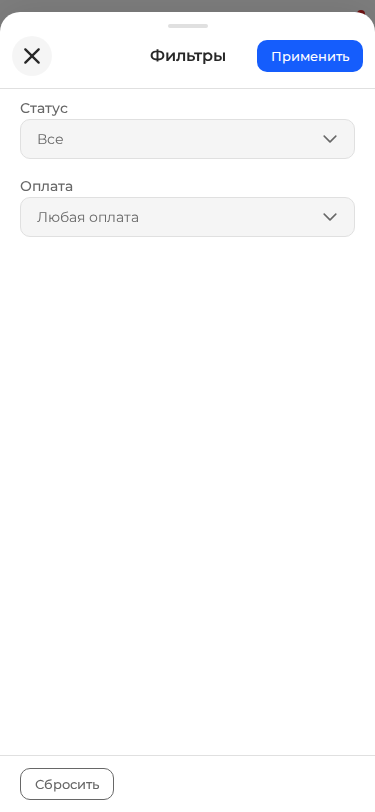 Фильтры
Применить
Статус
Все
Оплата
Любая оплата
Сбросить